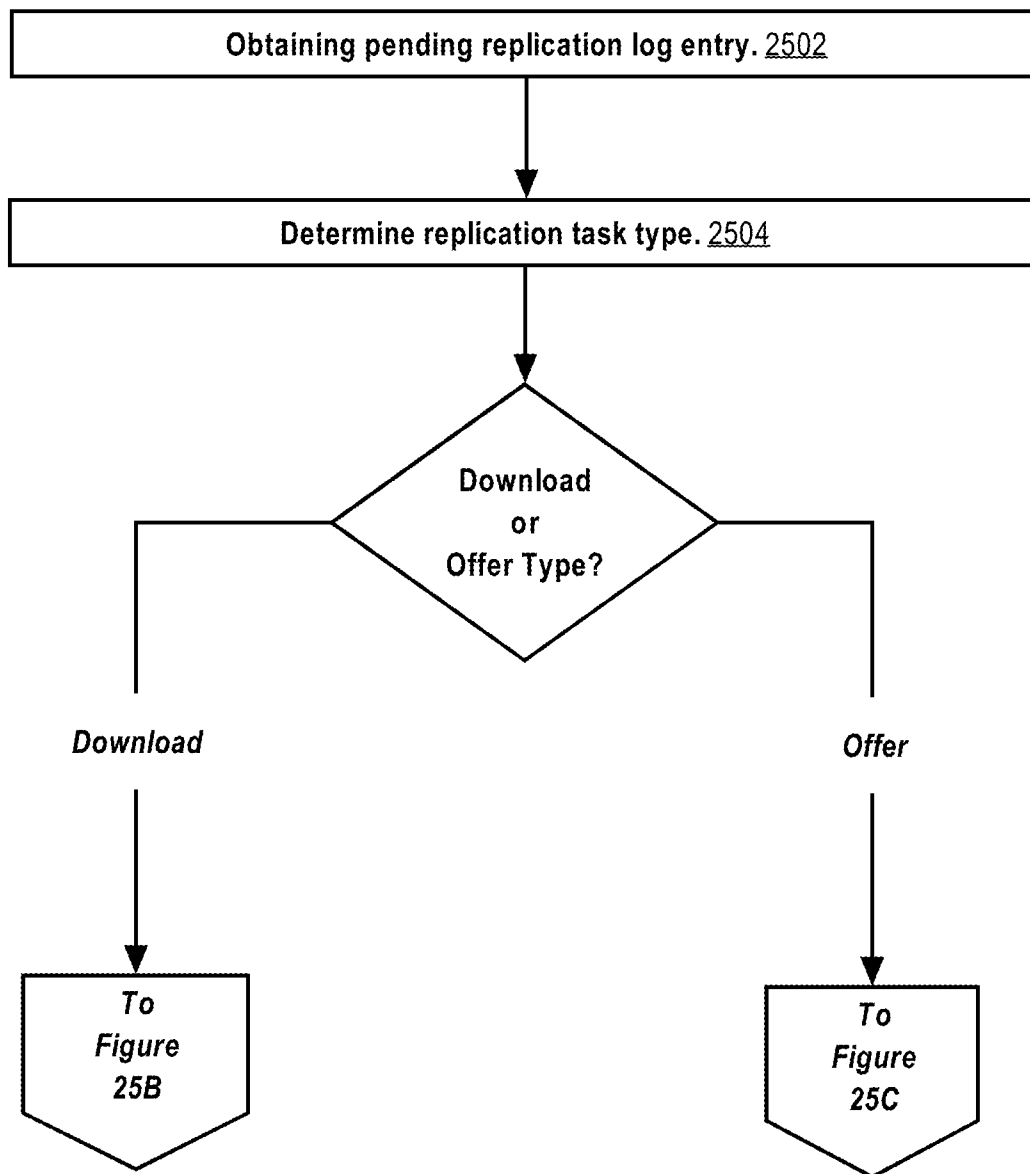 Obtaining pending replication log entry. 2502
Determine replication task type. 2504
Download
or
Offer Type?
Download
Offer
To
Figure
25B
To
Figure
25C